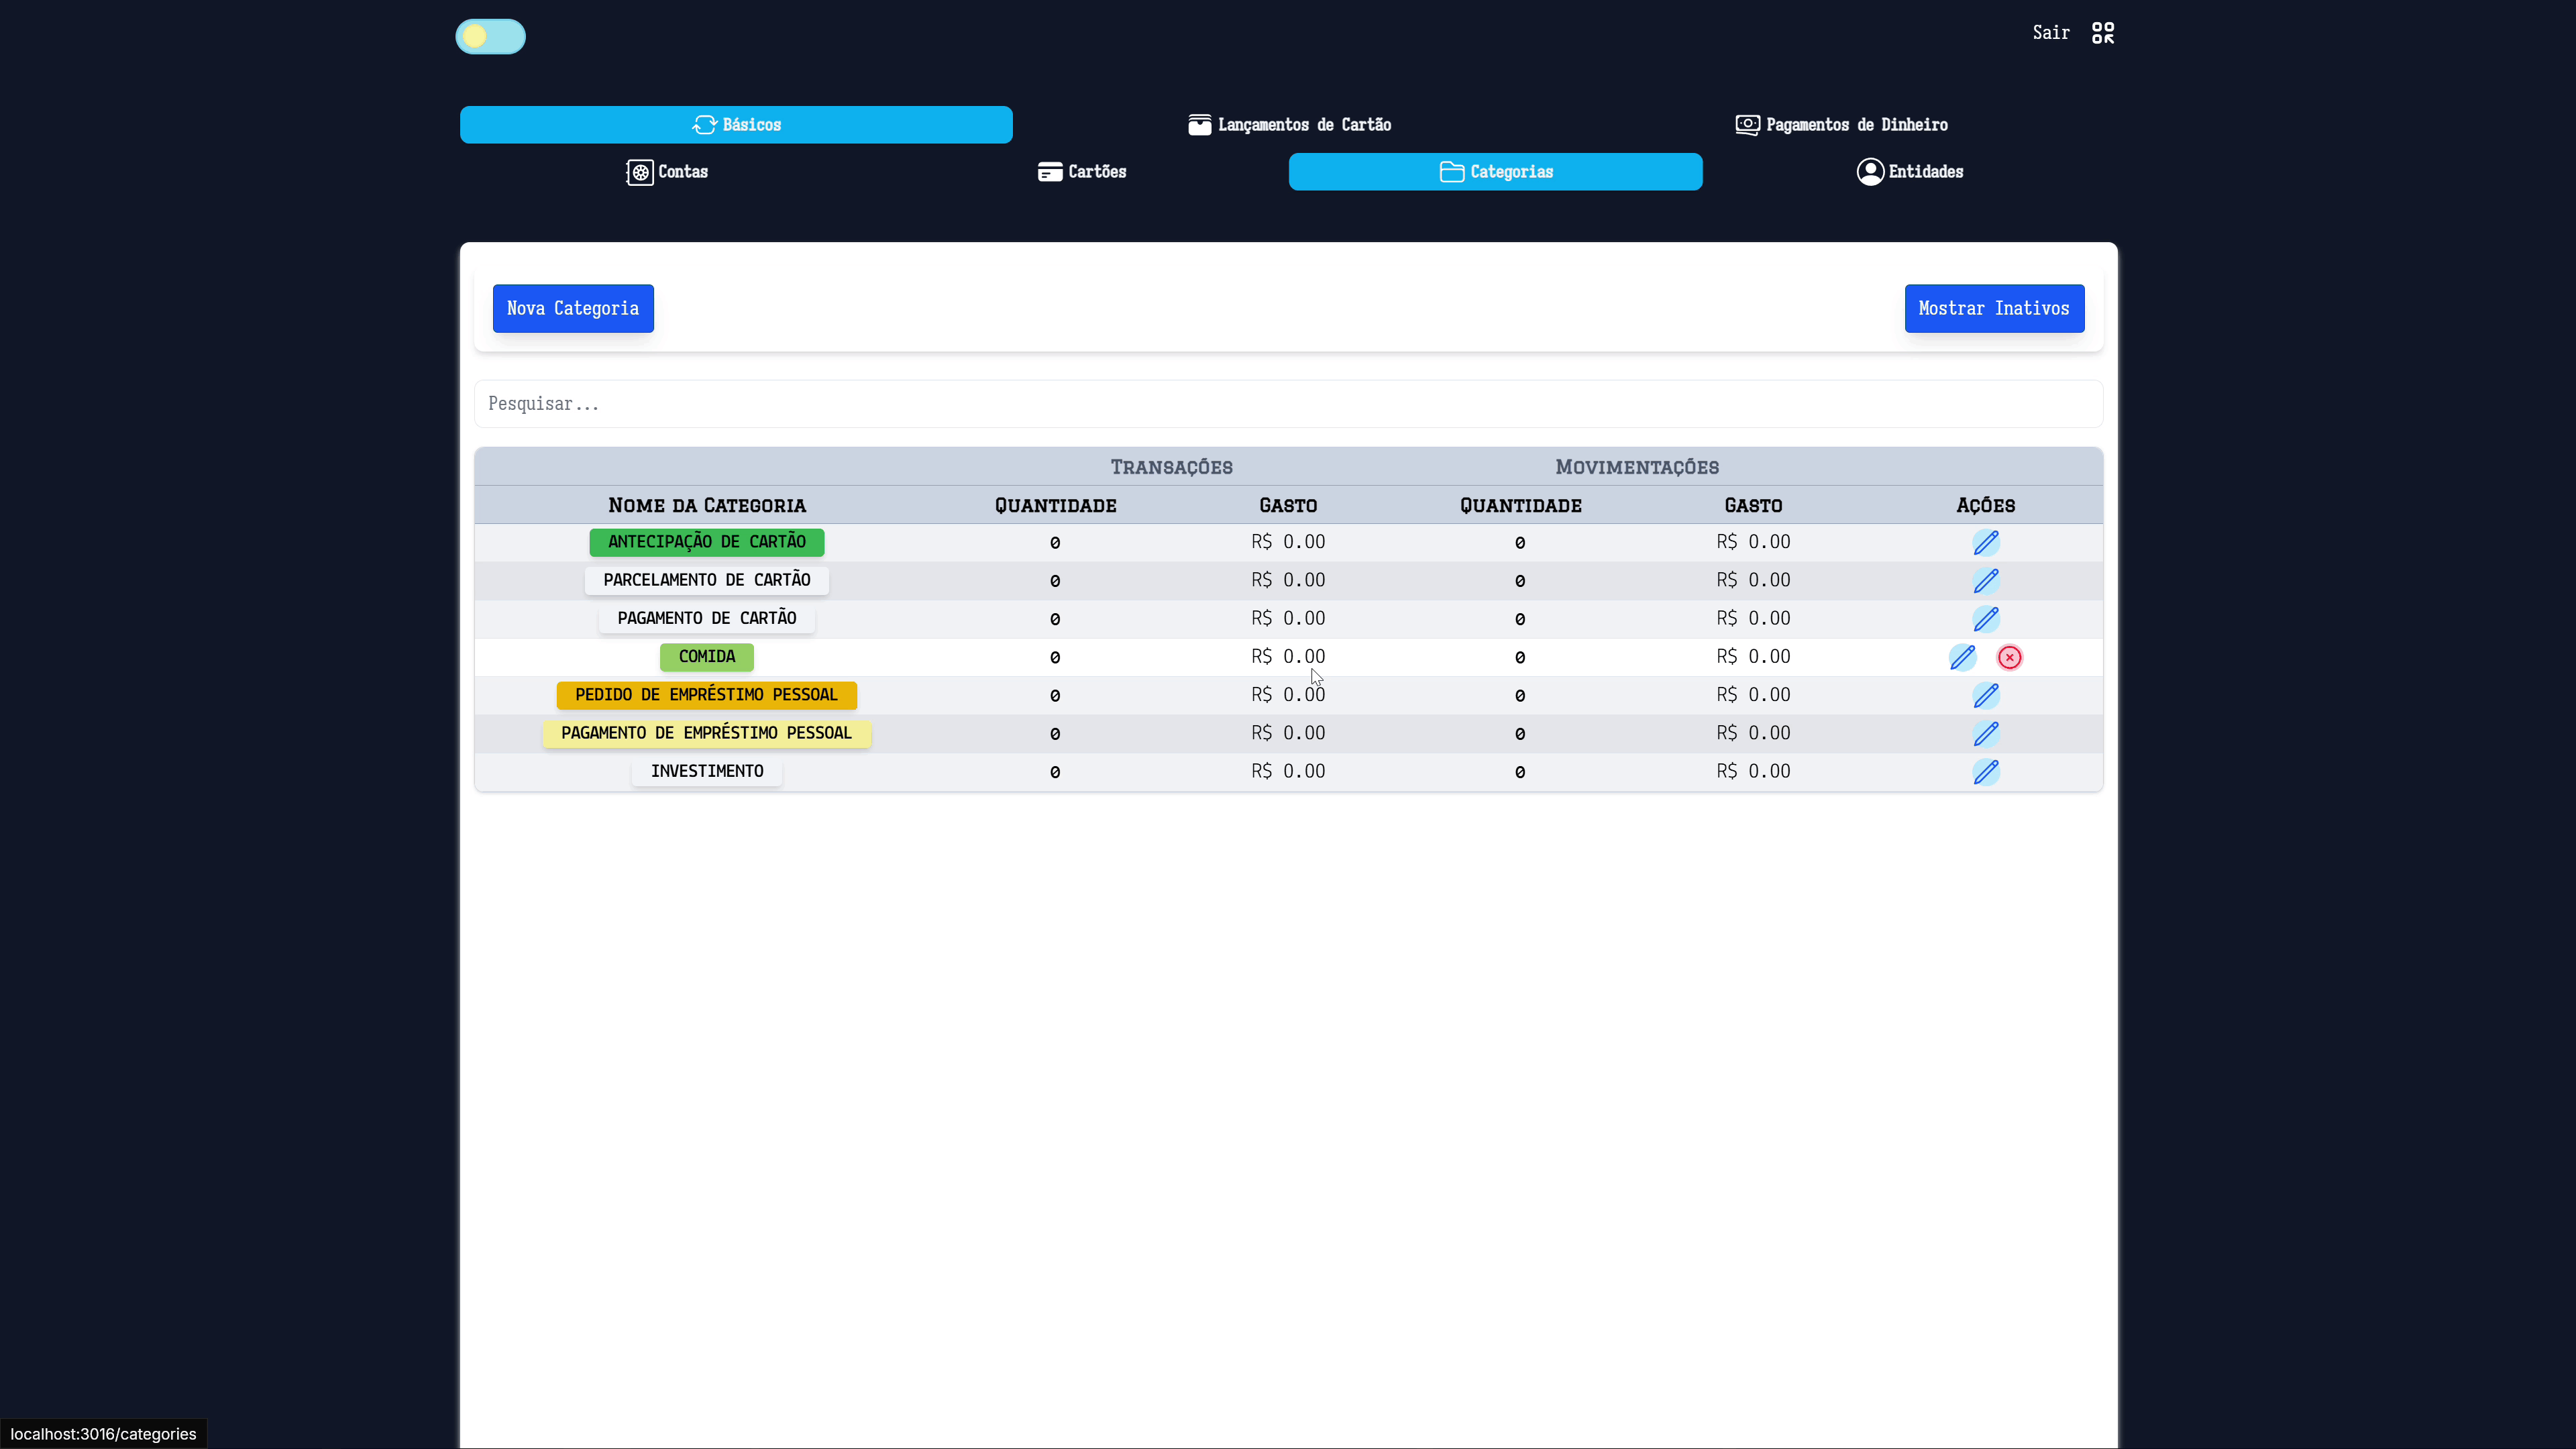 Sair
Básicos Lançamentos de Cartão Pagamentos de Dinheiro
Contas Cartões Categorias Entidades
Nova Categoria Mostrar Inativos
Pesquisar...
Transações Movimentações
Nome da Categoria Quantidade Gasto Quantidade Gasto Ações
ANTECIPAÇÃO DE CARTÃO 0 R$ 0.00 0 R$ 0.00
PARCELAMENTO DE CARTÃO 0 R$ 0.00 0 R$ 0.00
PAGAMENTO DE CARTÃO 0 R$ 0.00 0 R$ 0.00
COMIDA 0 R$ 0.00 0 R$ 0.00
PEDIDO DE EMPRÉSTIMO PESSOAL 0 R$ 0.00 0 R$ 0.00
PAGAMENTO DE EMPRÉSTIMO PESSOAL 0 R$ 0.00 0 R$ 0.00
INVESTIMENTO 0 R$ 0.00 0 R$ 0.00
localhost:3016/categories